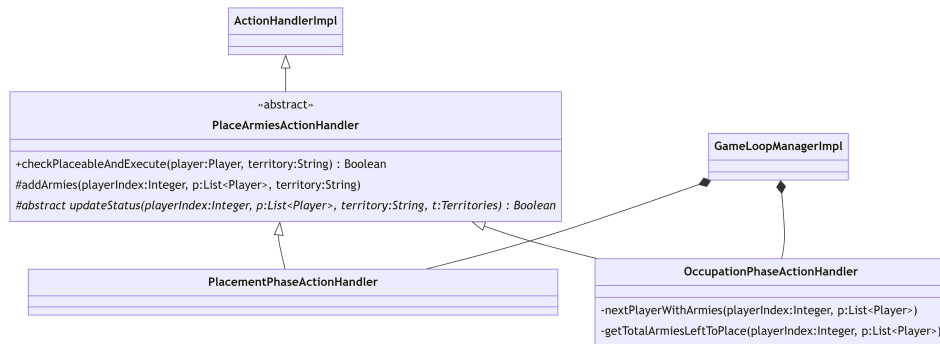 ActionHandlerImpl
«abstract»
PlaceArmiesActionHandler
+checkPlaceableAndExecute(player:Player, territory:String) : Boolean
#addArmies(playerIndex:Integer, p:List<Player>, territory:String)
#abstract updateStatus(playerIndex:Integer, p:List<Player>, territory:String, t:Territories) : Boolean
GameLoopManagerImpl
PlacementPhaseActionHandler
OccupationPhaseActionHandler
-nextPlayerWithArmies(playerIndex:Integer, p:List<Player>)
-getTotalArmiesLeftToPlace(playerIndex:Integer, p:List<Player>)